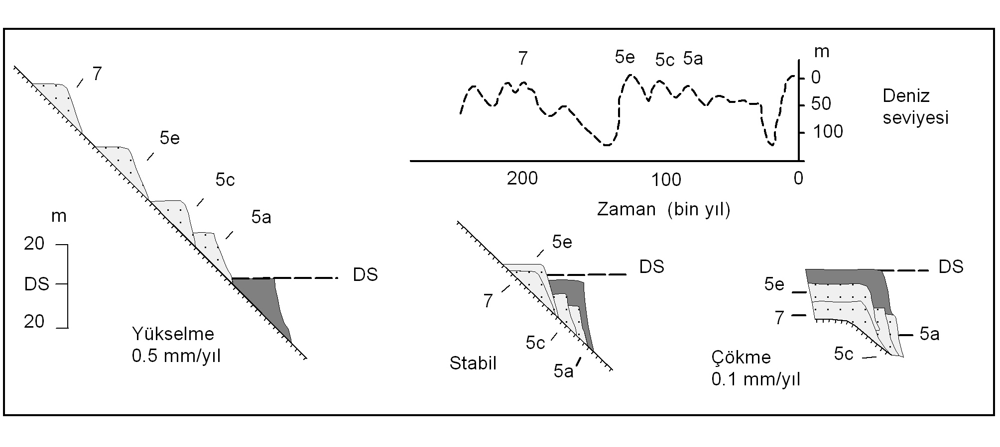 7
5e
5c
5a
m
20
DS
20
DS
Yükselme
0.5 mm/yıl
7
5e
5c
5a
m
0
50
100
Deniz
seviyesi
200
100
0
Zaman (bin yıl)
5e
DS
7
5c
5a
Stabil
DS
5e
7
5a
5c
Çökme
0.1 mm/yıl